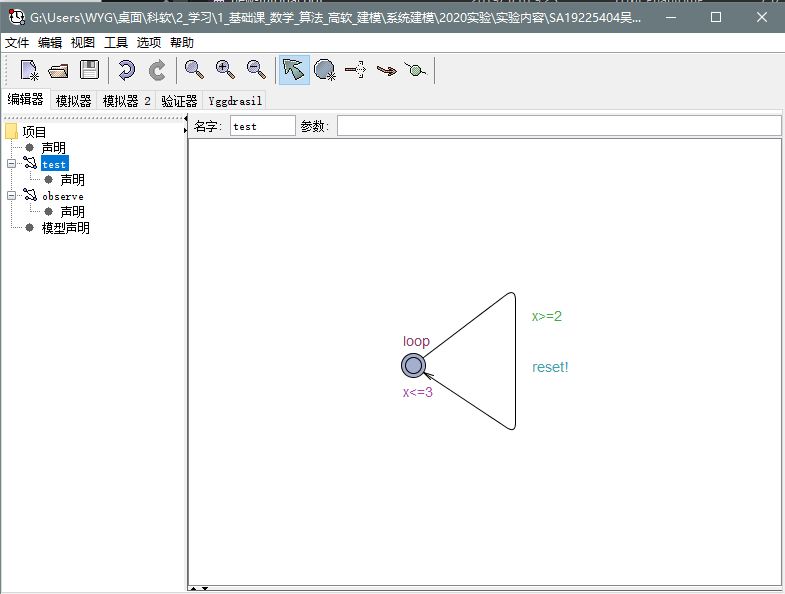 G:\Users\WYG\桌面\科软\2_学习\1_基础课_数学_算法_高软_建模\系统建模\2020实验\实验内容\SA19225404吴...
文件 编辑 视图 工具 选项 帮助
编辑器 模拟器 模拟器 2 验证器 Yggdrasil
名字: test 参数:
项目
声明
test
声明
observe
声明
模型声明
x>=2
loop
reset!
x<=3